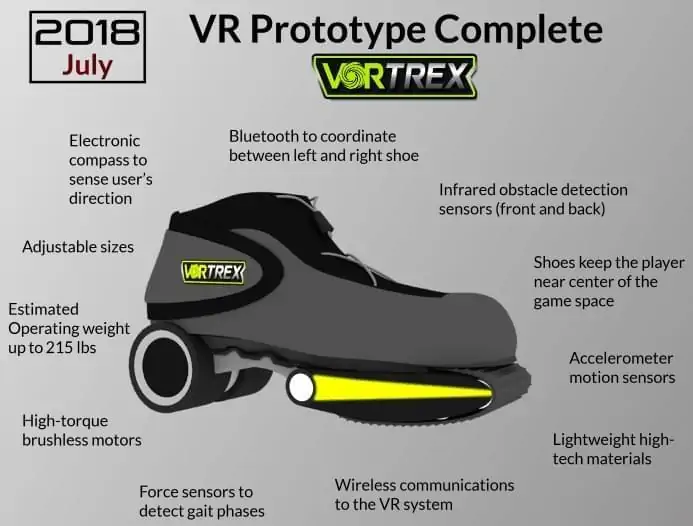 2018
July
VR Prototype Complete
VORTREX
Electronic
compass to
sense user's
direction
Bluetooth to coordinate
between left and right shoe
Infrared obstacle detection
sensors (front and back)
Adjustable sizes
VORTREX
Shoes keep the player
near center of the
game space
Estimated
Operating weight
up to 215 lbs
Accelerometer
motion sensors
High-torque
brushless motors
Lightweight high-
tech materials
Force sensors to
detect gait phases
Wireless communications
to the VR system